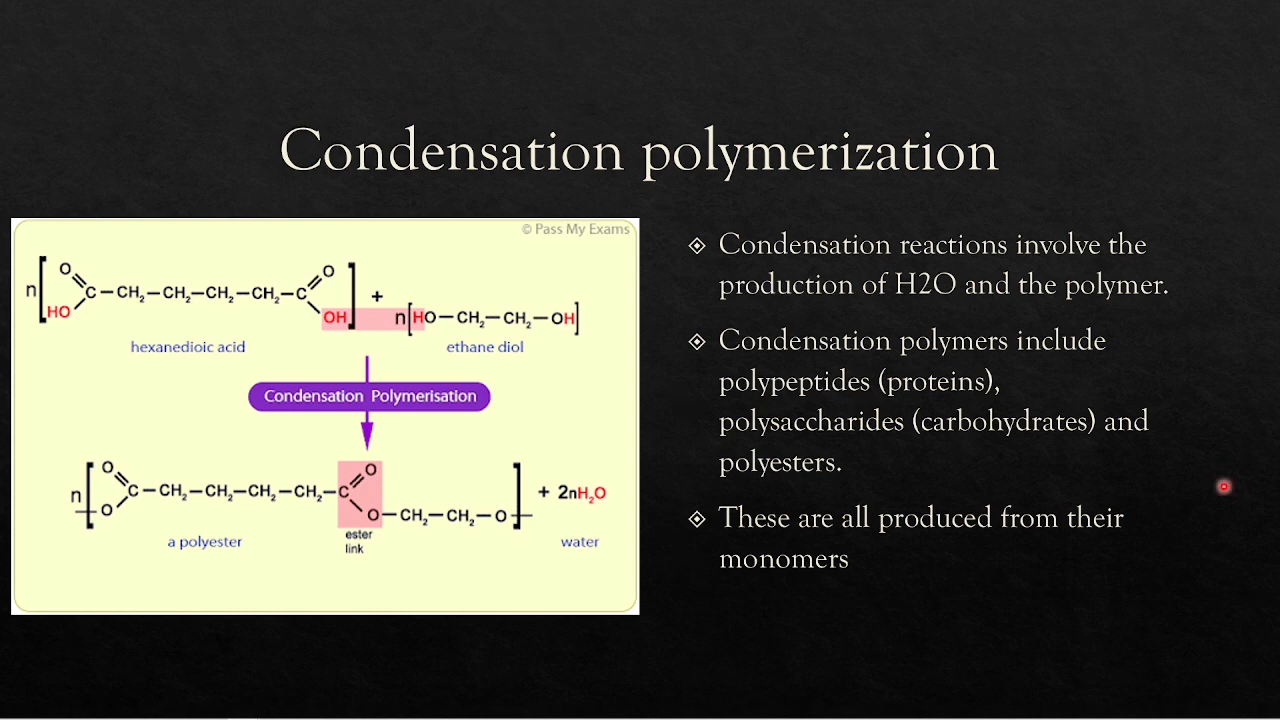 Condensation polymerization
© Pass My Exams
n[O=C(HO)–CH₂–CH₂–CH₂–CH₂–C(=O)OH] + n[HO–CH₂–CH₂–OH]
hexanedioic acid
ethane diol
Condensation Polymerisation
n[–O–C(=O)–CH₂–CH₂–CH₂–CH₂–C(=O)–O–CH₂–CH₂–O–] + 2nH₂O
a polyester
ester
link
water
Condensation reactions involve the
production of H2O and the polymer.
Condensation polymers include
polypeptides (proteins),
polysaccharides (carbohydrates) and
polyesters.
These are all produced from their
monomers